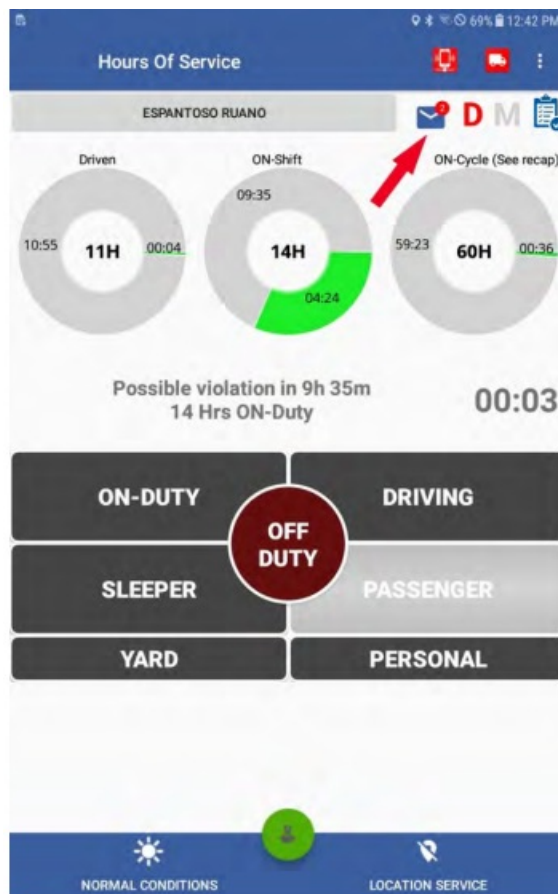 69% 12:42 PM
Hours Of Service
ESPANTOSO RUANO
2
D M
Driven
ON-Shift
ON-Cycle (See recap)
10:55
11H
00:04
09:35
14H
04:24
59:23
60H
00:36
Possible violation in 9h 35m
14 Hrs ON-Duty
00:03
ON-DUTY
DRIVING
OFF
DUTY
SLEEPER
PASSENGER
YARD
PERSONAL
NORMAL CONDITIONS
LOCATION SERVICE